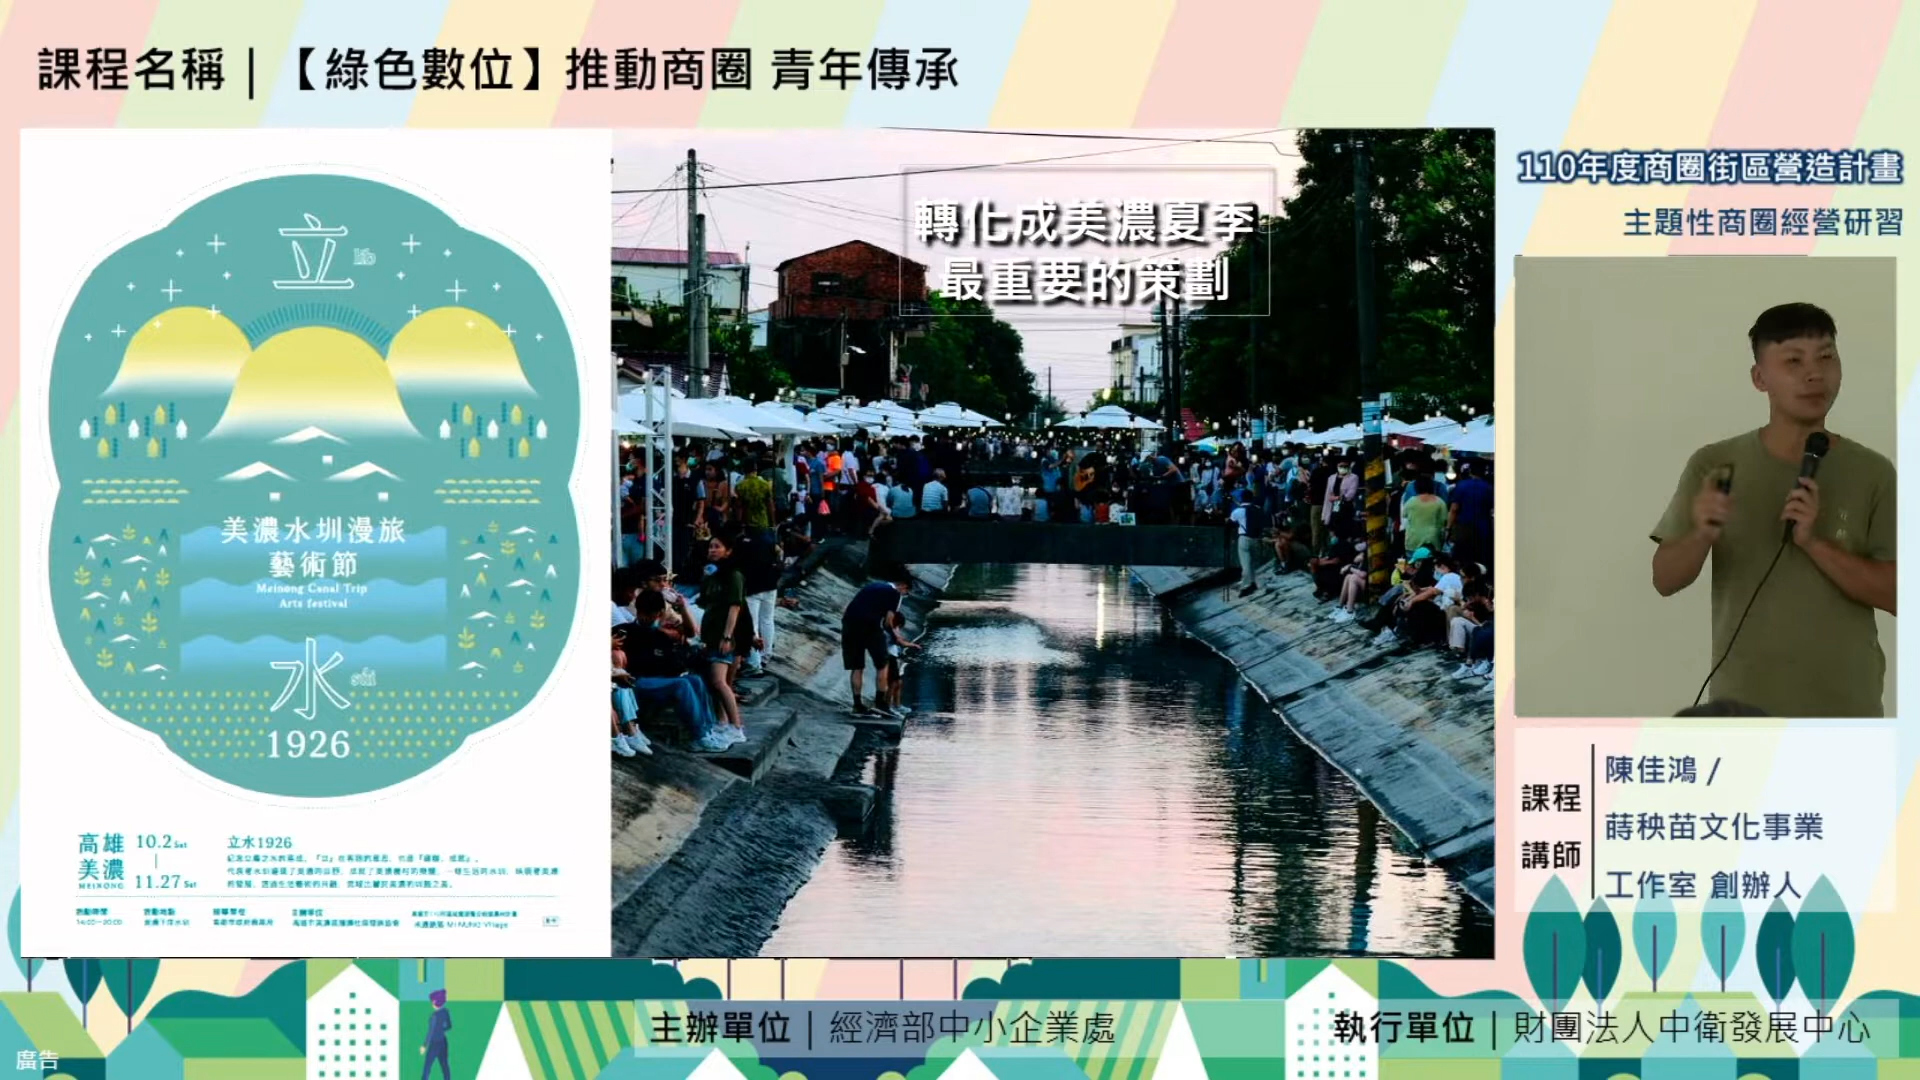 課程名稱 | 【綠色數位】推動商圈 青年傳承
110年度商圈街區營造計畫
主題性商圈經營研習
轉化成美濃夏季
最重要的策劃
立 lib
美濃水圳漫旅
藝術節
Meinong Canal Trip
Arts festival
水 sui
1926
高雄
美濃
MEINONG
10.2 Sat
11.27 Sat
立水1926
課程
講師
陳佳鴻 /
蒔秧苗文化事業
工作室 創辦人
主辦單位 | 經濟部中小企業處
執行單位 | 財團法人中衛發展中心
廣告